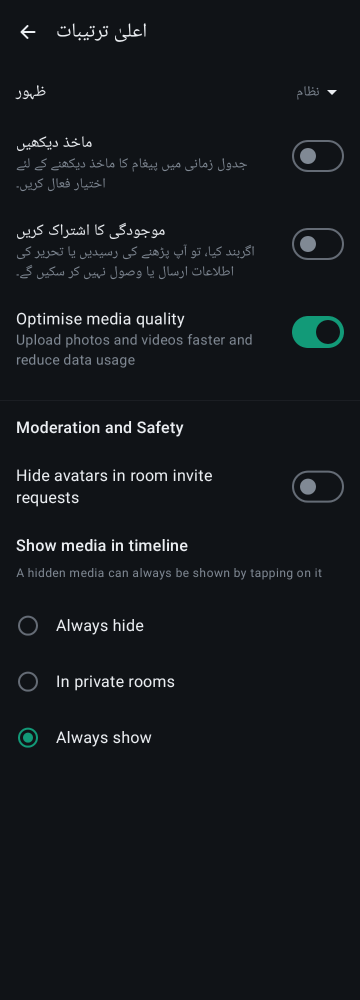 اعلیٰ ترتیبات
ظہور
نظام
ماخذ دیکھیں
جدول زمانی میں پیغام کا ماخذ دیکھنے کے لئے
اختیار فعال کریں۔
موجودگی کا اشتراک کریں
اگربند کیا، تو آپ پڑھنے کی رسیدیں یا تحریر کی
اطلاعات ارسال یا وصول نہیں کر سکیں گے۔
Optimise media quality
Upload photos and videos faster and
reduce data usage
Moderation and Safety
Hide avatars in room invite
requests
Show media in timeline
A hidden media can always be shown by tapping on it
Always hide
In private rooms
Always show